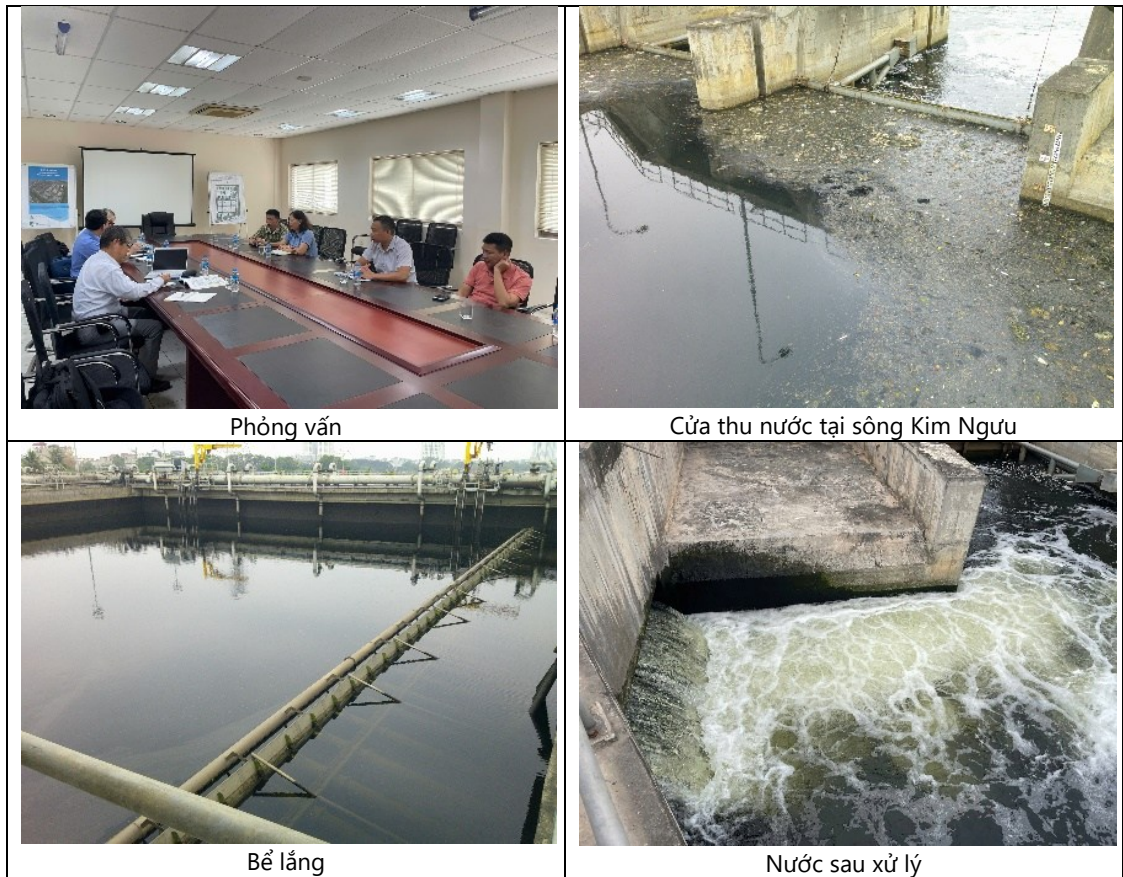 Phỏng vấn
Cửa thu nước tại sông Kim Ngưu
Bể lắng
Nước sau xử lý